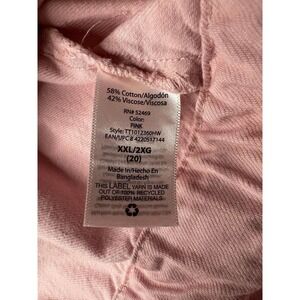 58% Cotton/Algodón
42% Viscose/Viscosa
RN# 52469
Color:
PINK
Style: TT1012360HW
EAN/UPC # 4220517144
XXL/2XG
(20)
Made In/Hecho En
Bangladesh
THIS LABEL YARN IS MADE
OUT OF 100% RECYCLED
POLYESTER MATERIALS